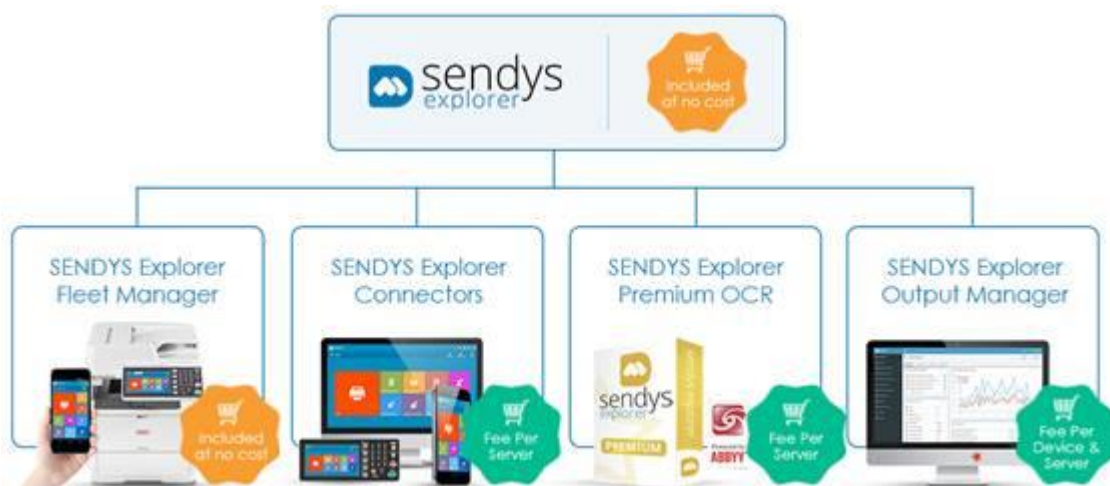 sendys
explorer
Included
at no cost
SENDYS Explorer
Fleet Manager
SENDYS Explorer
Connectors
SENDYS Explorer
Premium OCR
SENDYS Explorer
Output Manager
Included
at no cost
Fee Per
Server
sendys
explorer
PREMIUM
Powered by
ABBYY
Fee Per
Server
Fee Per
Device &
Server